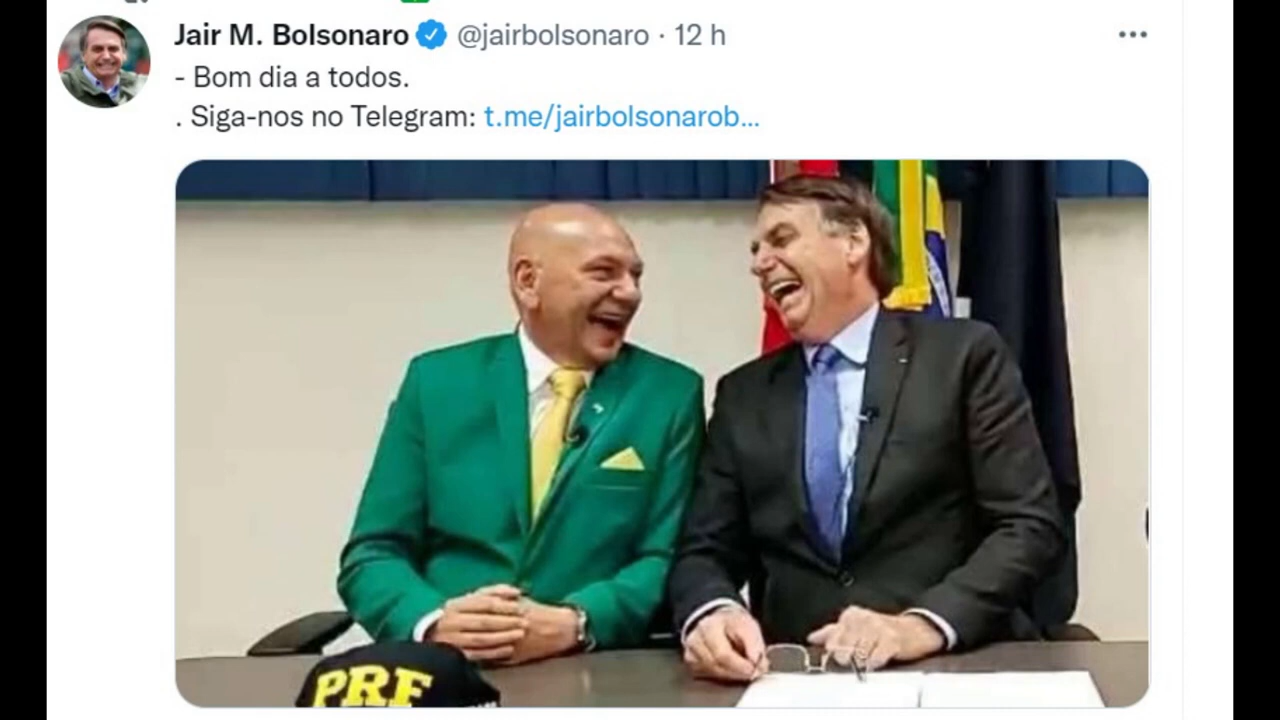 Jair M. Bolsonaro @jairbolsonaro · 12 h
- Bom dia a todos.
. Siga-nos no Telegram: t.me/jairbolsonarob...
PRF